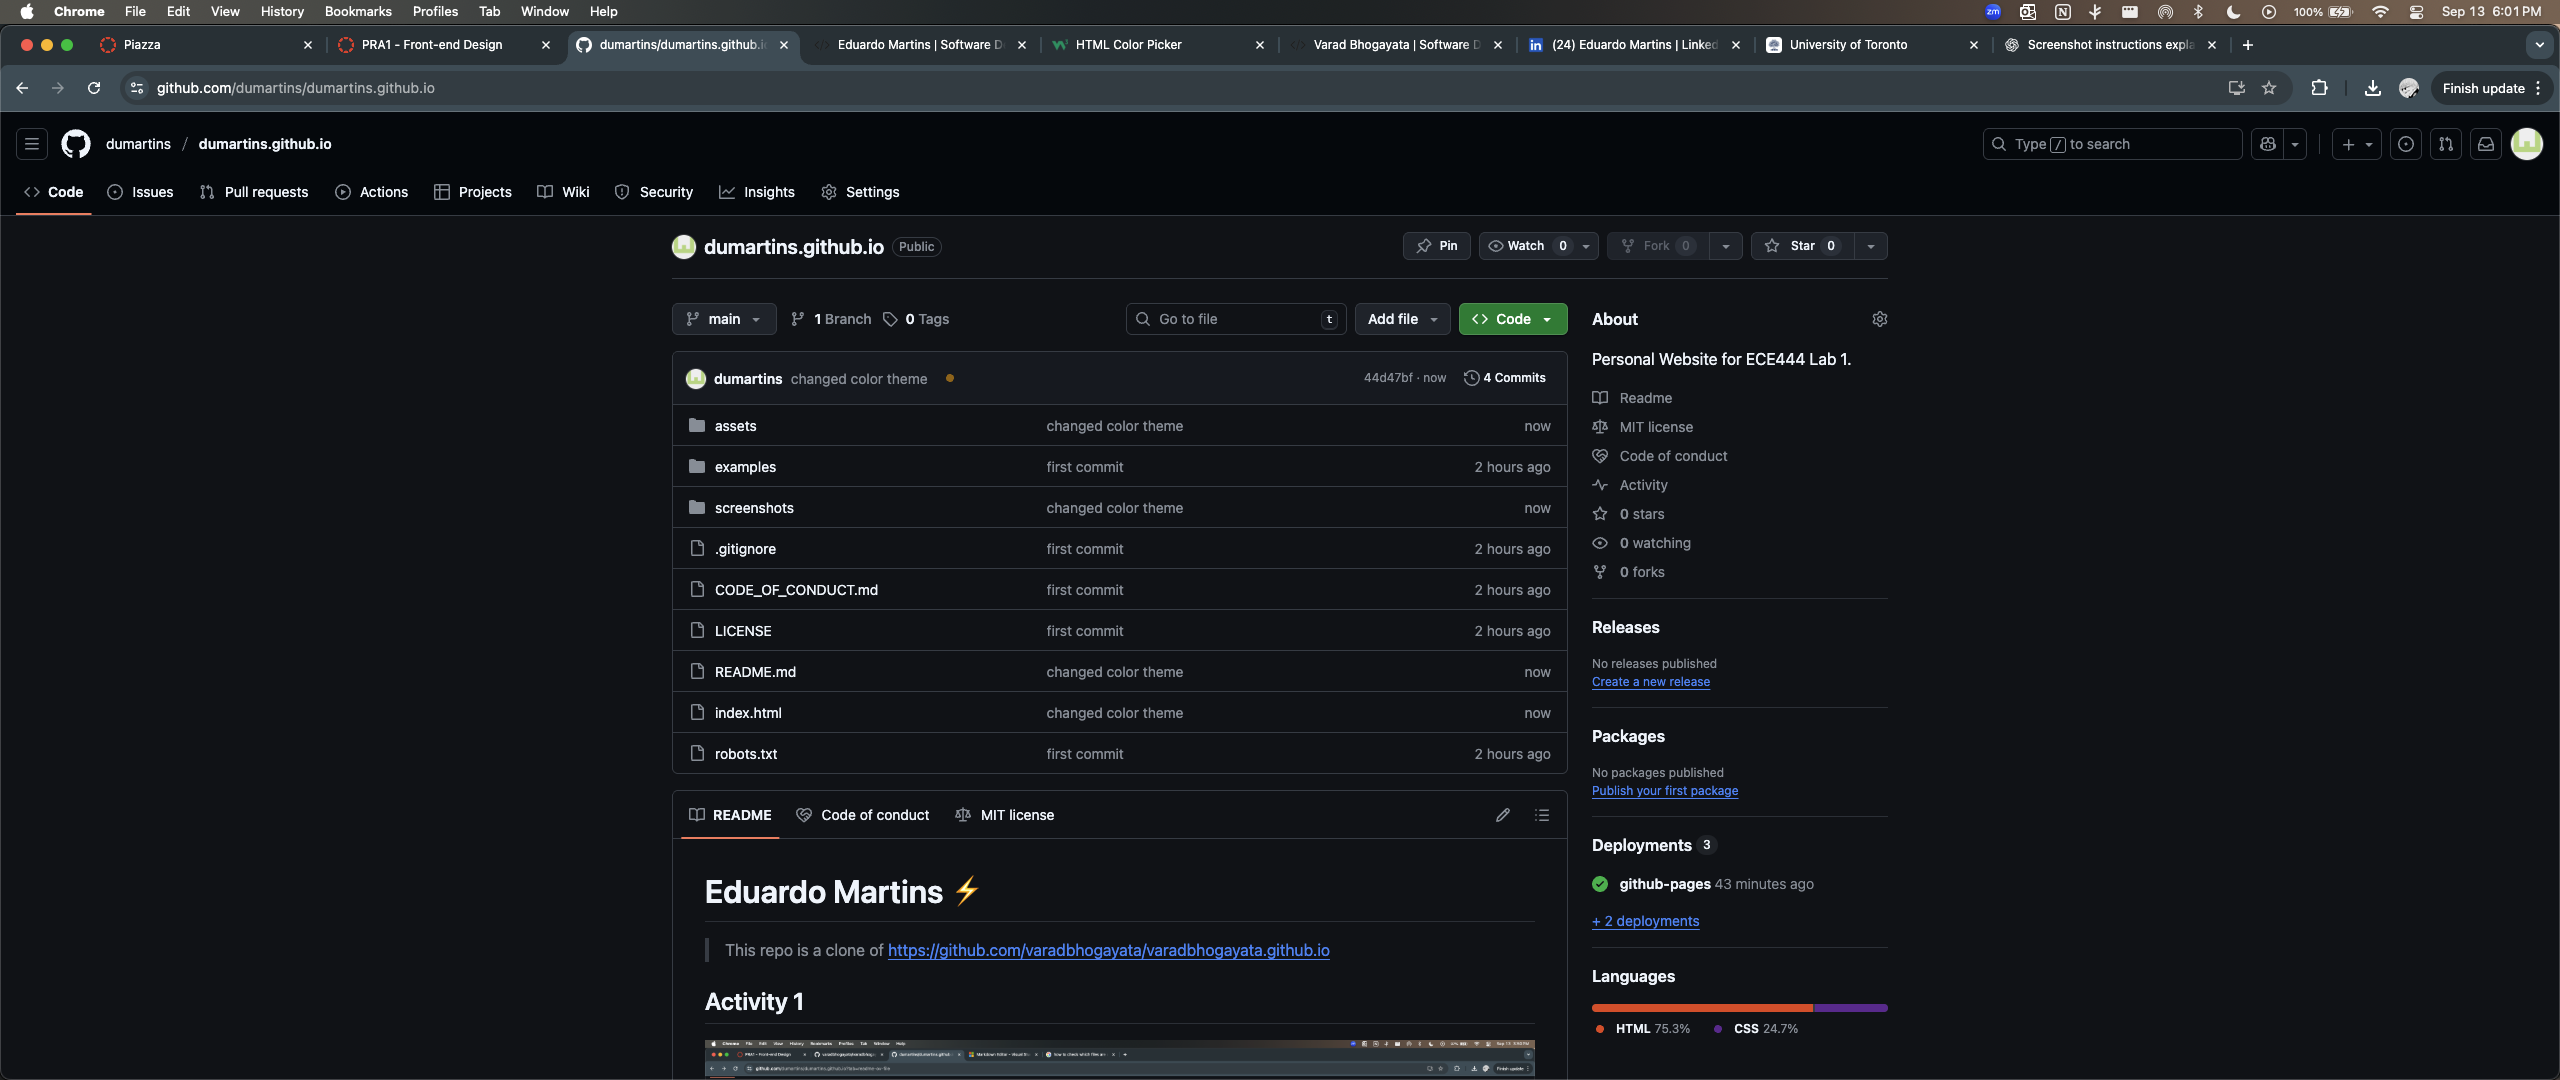 Chrome File Edit View History Bookmarks Profiles Tab Window Help
zm 100% Sep 13 6:01 PM
Piazza
PRA1 - Front-end Design
dumartins/dumartins.github.i
Eduardo Martins | Software D
HTML Color Picker
Varad Bhogayata | Software D
(24) Eduardo Martins | Linked
University of Toronto
Screenshot instructions expla
github.com/dumartins/dumartins.github.io
Finish update
dumartins / dumartins.github.io
Type / to search
Code Issues Pull requests Actions Projects Wiki Security Insights Settings
dumartins.github.io Public
Pin Watch 0 Fork 0 Star 0
main 1 Branch 0 Tags Go to file t Add file Code
dumartins changed color theme 44d47bf · now 4 Commits
assets changed color theme now
examples first commit 2 hours ago
screenshots changed color theme now
.gitignore first commit 2 hours ago
CODE_OF_CONDUCT.md first commit 2 hours ago
LICENSE first commit 2 hours ago
README.md changed color theme now
index.html changed color theme now
robots.txt first commit 2 hours ago
README Code of conduct MIT license
Eduardo Martins ⚡
This repo is a clone of https://github.com/varadbhogayata/varadbhogayata.github.io
Activity 1
About
Personal Website for ECE444 Lab 1.
Readme
MIT license
Code of conduct
Activity
0 stars
0 watching
0 forks
Releases
No releases published
Create a new release
Packages
No packages published
Publish your first package
Deployments 3
github-pages 43 minutes ago
+ 2 deployments
Languages
HTML 75.3% CSS 24.7%